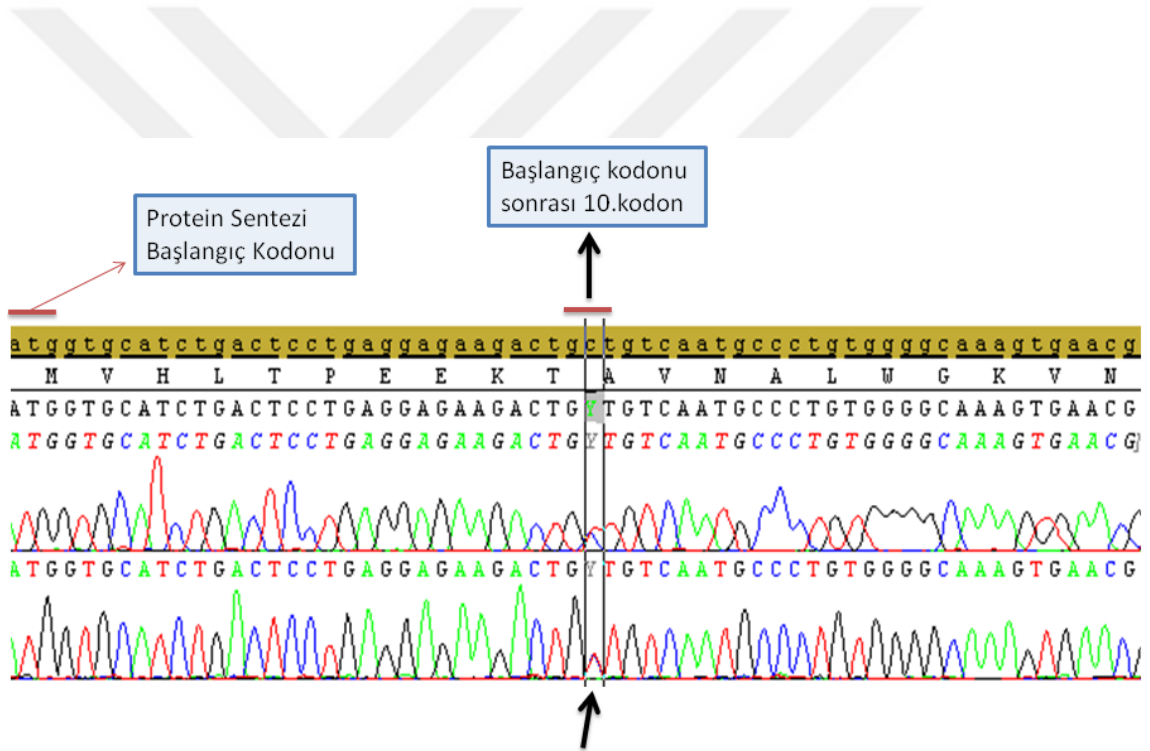 Başlangıç kodonu
sonrası 10.kodon
Protein Sentezi
Başlangıç Kodonu
atggtgcatctgactcctgaggagaagactgctgtcaatgccctgtggggcaaagtgaacg
M V H L T P E E K T A V N A L W G K V N
ATGGTGCATCTGACTCCTGAGGAGAAGACTGYTGTCAATGCCCTGTGGGGCAAAGTGAACG
ATGGTGCATCTGACTCCTGAGGAGAAGACTGYTGTCAATGCCCTGTGGGGCAAAGTGAACG
ATGGTGCATCTGACTCCTGAGGAGAAGACTGYTGTCAATGCCCTGTGGGGCAAAGTGAACG